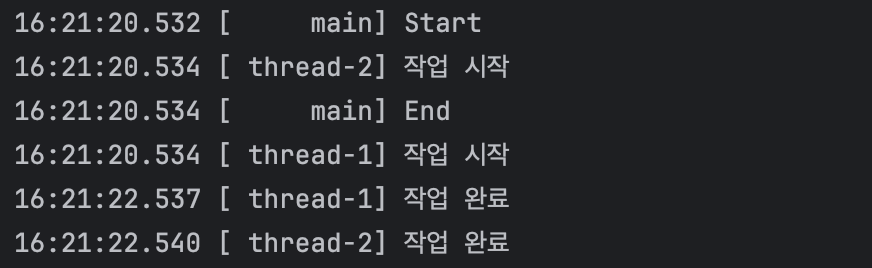 16:21:20.532 [     main] Start
16:21:20.534 [ thread-2] 작업 시작
16:21:20.534 [     main] End
16:21:20.534 [ thread-1] 작업 시작
16:21:22.537 [ thread-1] 작업 완료
16:21:22.540 [ thread-2] 작업 완료